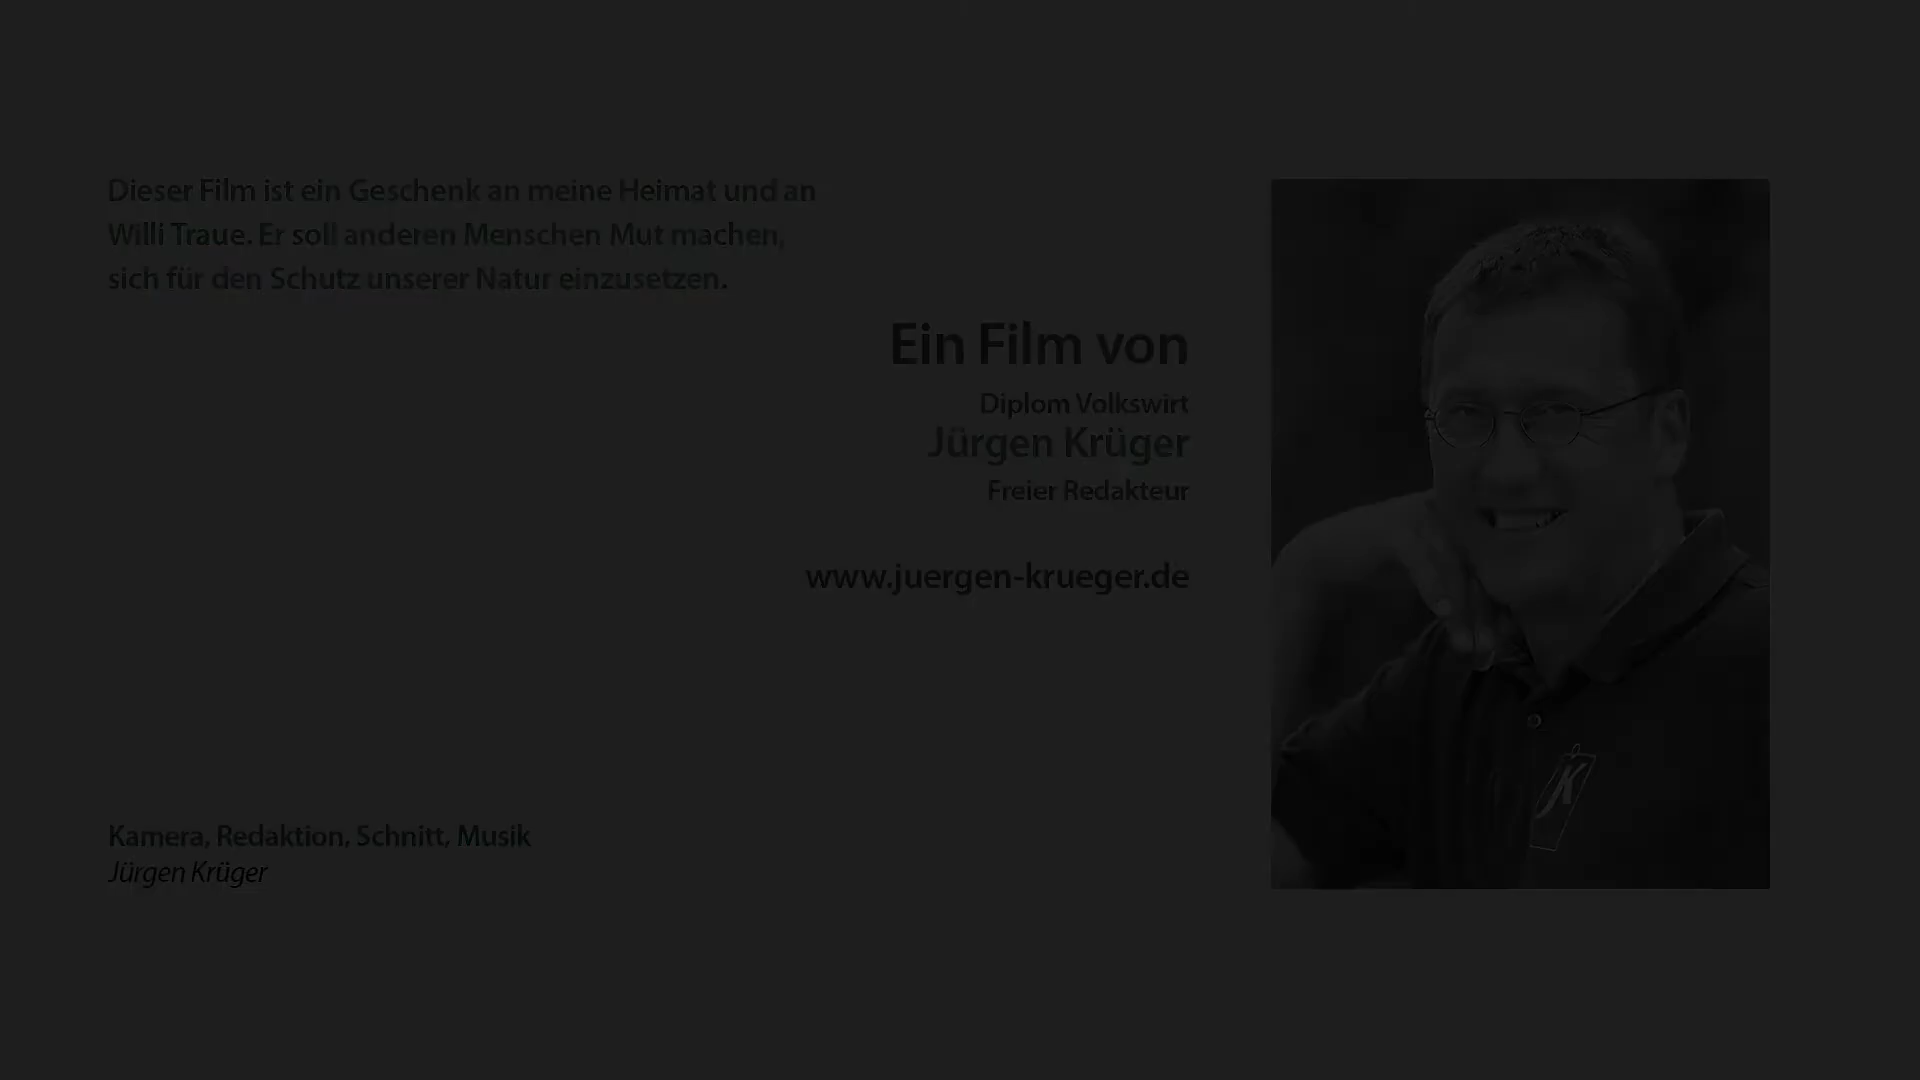 Dieser Film ist ein Geschenk an meine Heimat und an
Willi Traue. Er soll anderen Menschen Mut machen,
sich für den Schutz unserer Natur einzusetzen.
Ein Film von
Diplom Volkswirt
Jürgen Krüger
Freier Redakteur
www.juergen-krueger.de
Kamera, Redaktion, Schnitt, Musik
Jürgen Krüger